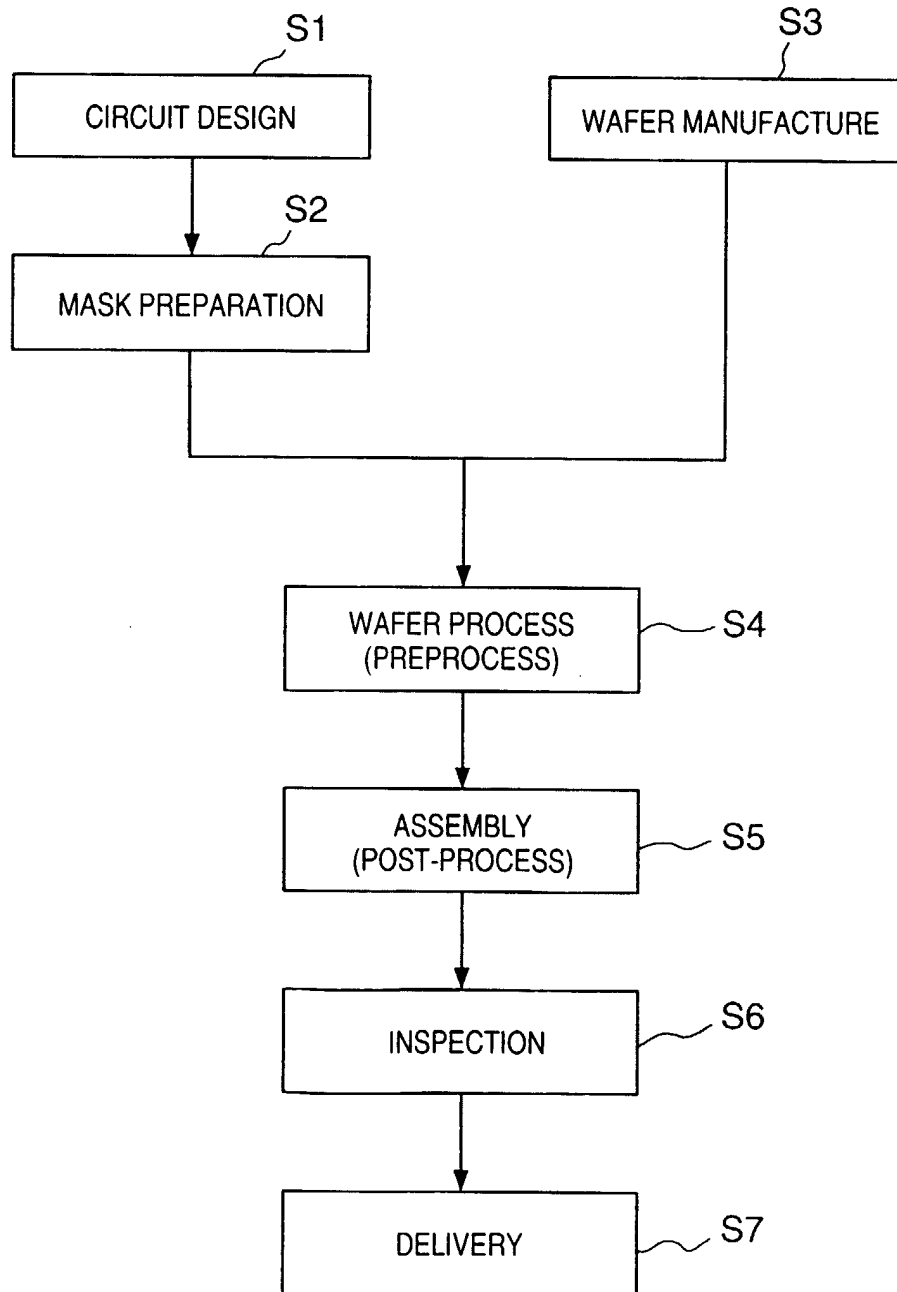 S1
CIRCUIT DESIGN
S3
WAFER MANUFACTURE
S2
MASK PREPARATION
WAFER PROCESS
(PREPROCESS)
S4
ASSEMBLY
(POST-PROCESS)
S5
INSPECTION
S6
DELIVERY
S7